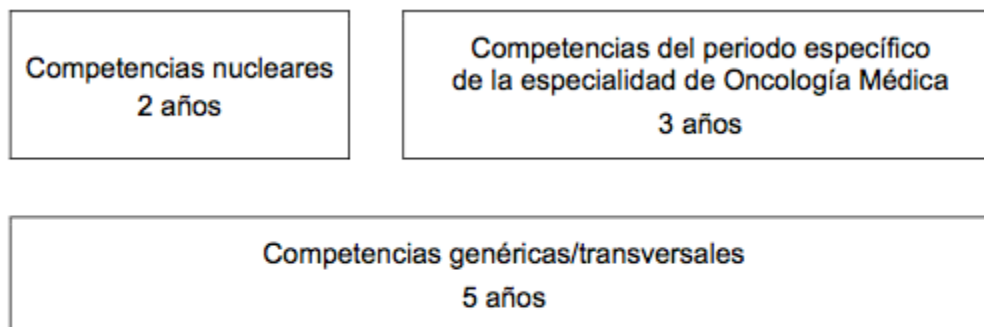 Competencias nucleares
2 años
Competencias del periodo específico
de la especialidad de Oncología Médica
3 años
Competencias genéricas/transversales
5 años